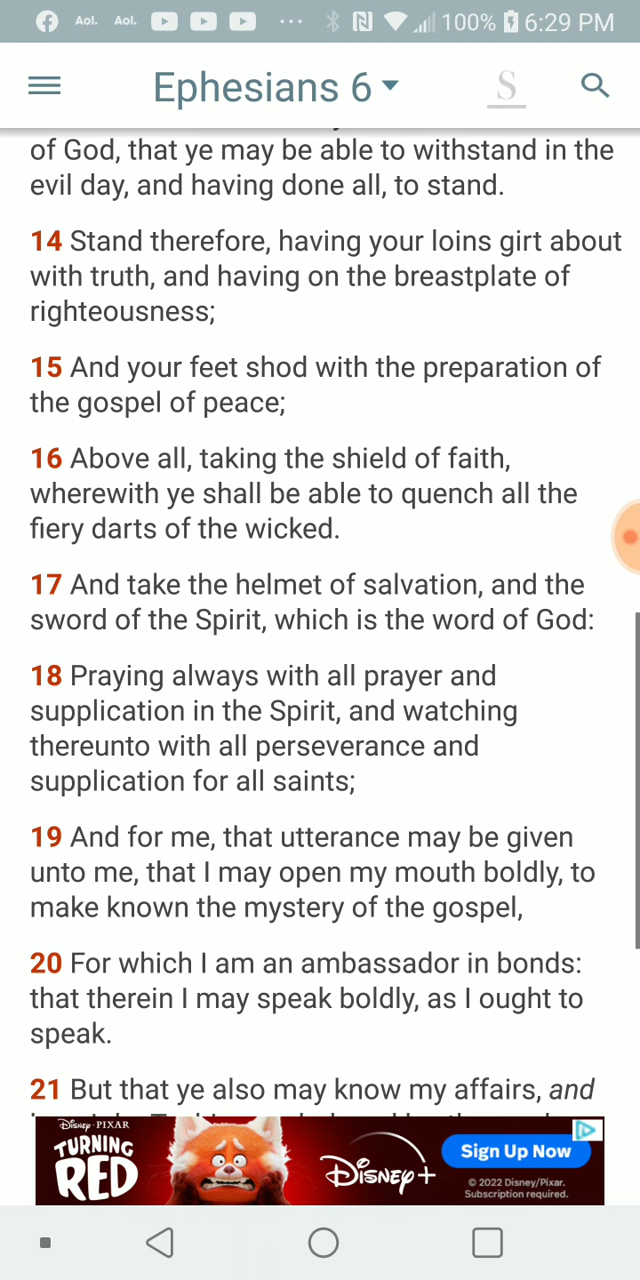 Aol. Aol. ... 100% 6:29 PM
Ephesians 6 S
of God, that ye may be able to withstand in the
evil day, and having done all, to stand.
14 Stand therefore, having your loins girt about
with truth, and having on the breastplate of
righteousness;
15 And your feet shod with the preparation of
the gospel of peace;
16 Above all, taking the shield of faith,
wherewith ye shall be able to quench all the
fiery darts of the wicked.
17 And take the helmet of salvation, and the
sword of the Spirit, which is the word of God:
18 Praying always with all prayer and
supplication in the Spirit, and watching
thereunto with all perseverance and
supplication for all saints;
19 And for me, that utterance may be given
unto me, that I may open my mouth boldly, to
make known the mystery of the gospel,
20 For which I am an ambassador in bonds:
that therein I may speak boldly, as I ought to
speak.
21 But that ye also may know my affairs, and
Disney·PIXAR
TURNING
RED
Disney+
Sign Up Now
© 2022 Disney/Pixar.
Subscription required.